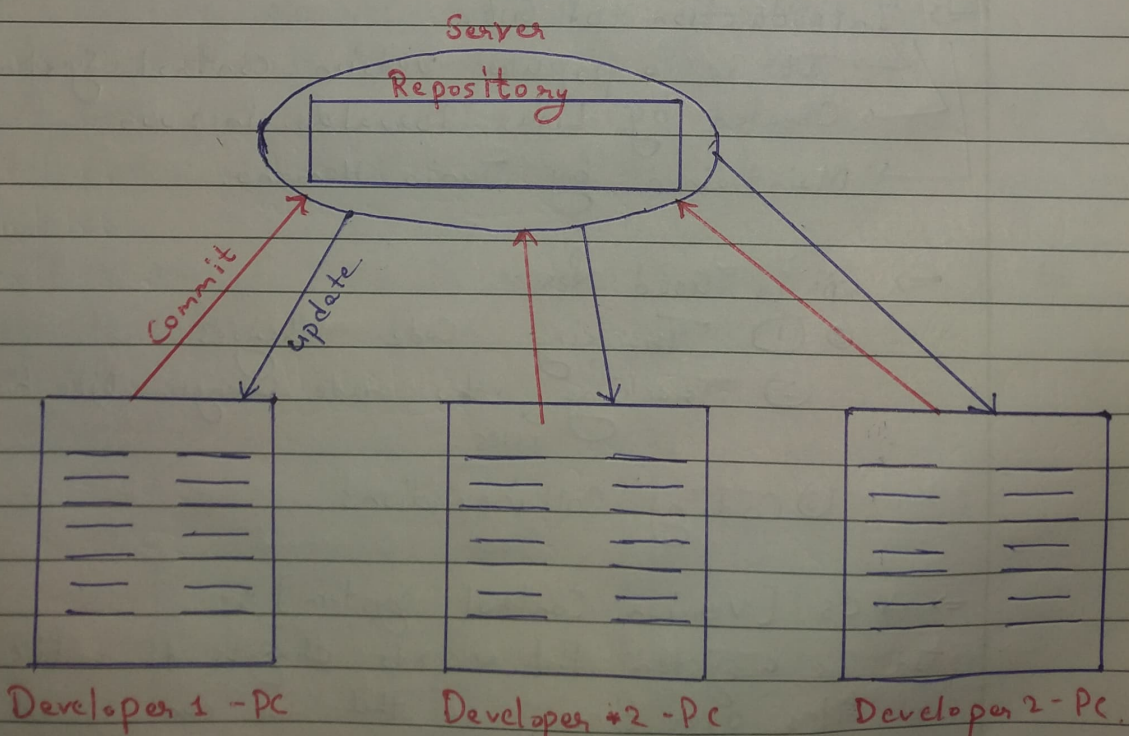 Server
Repository
Commit
update
Developer 1 - PC
Developer 2 - PC
Developer 2 - PC.